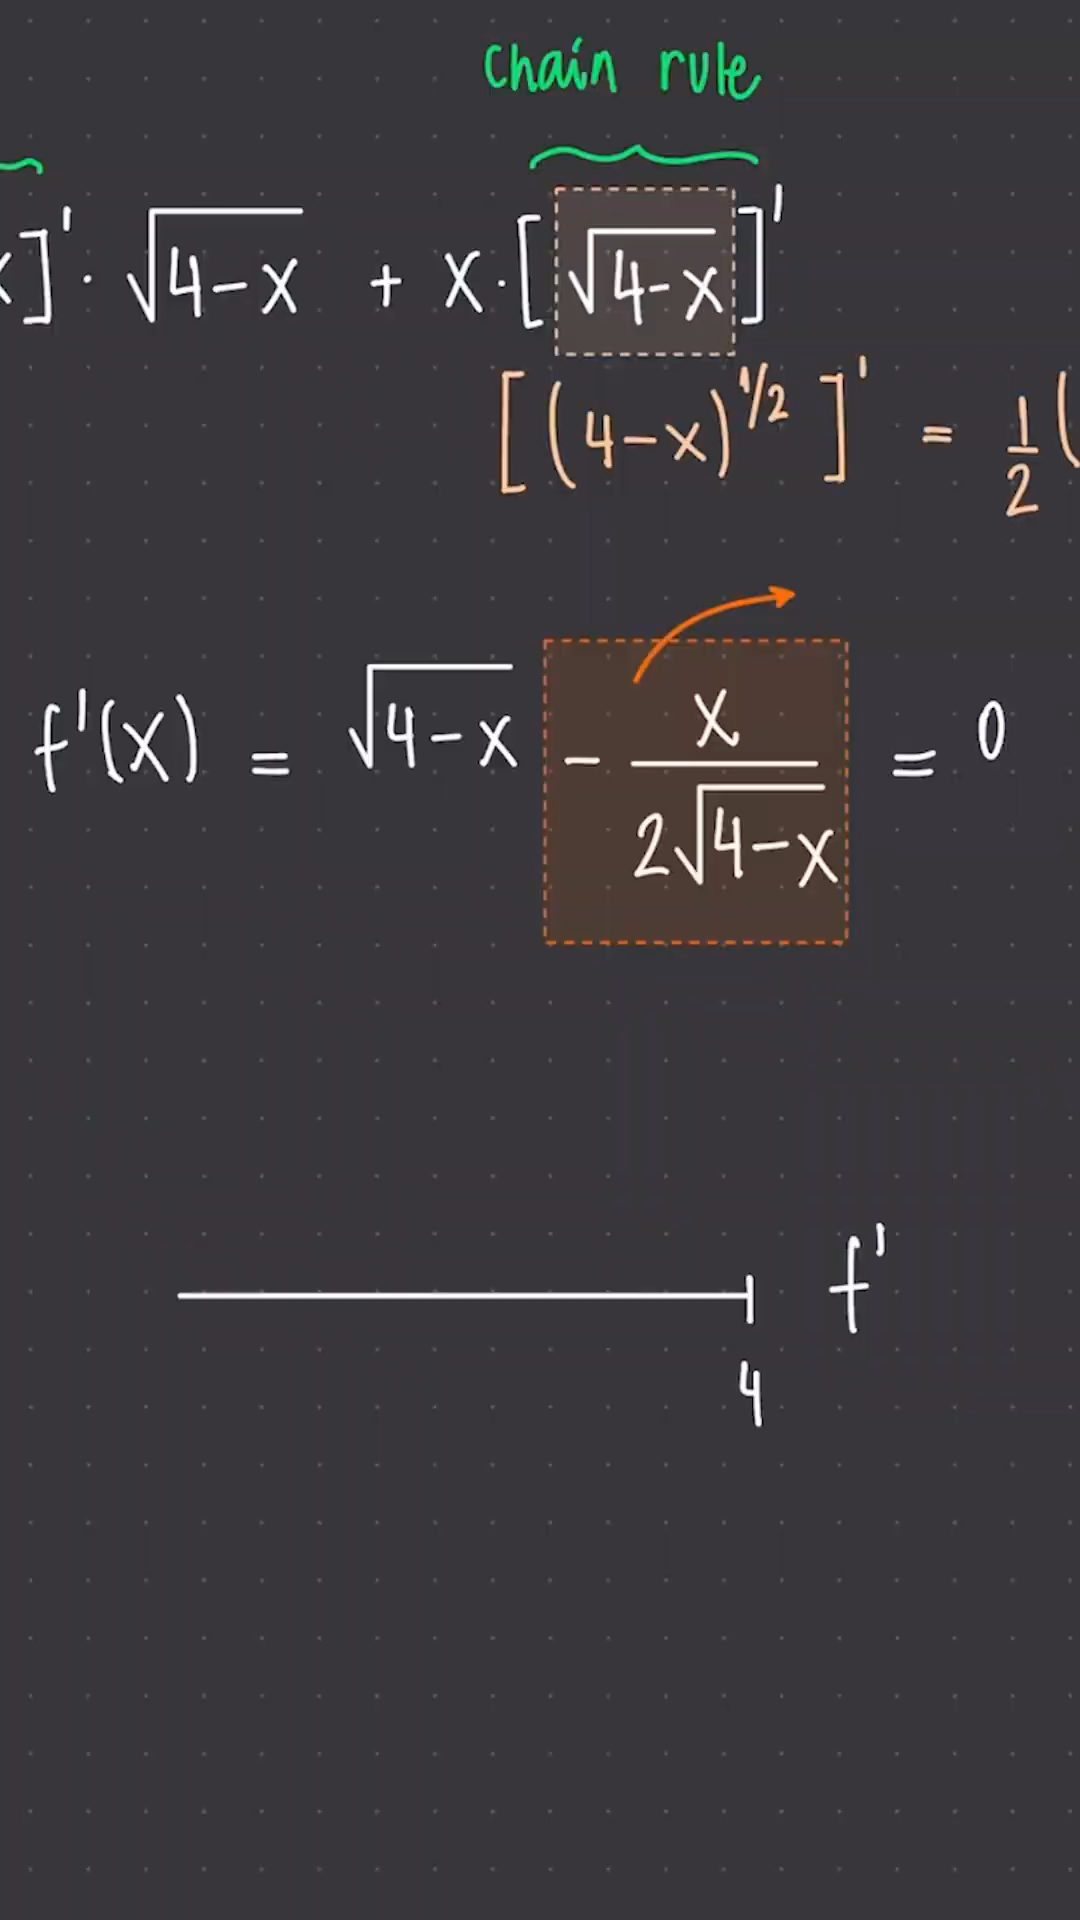 Chain rule
x]' · √4-x + x · [√4-x]'
[(4-x)^1/2]' = 1/2 (
f'(x) = √4-x - x/2√4-x = 0
f'
4